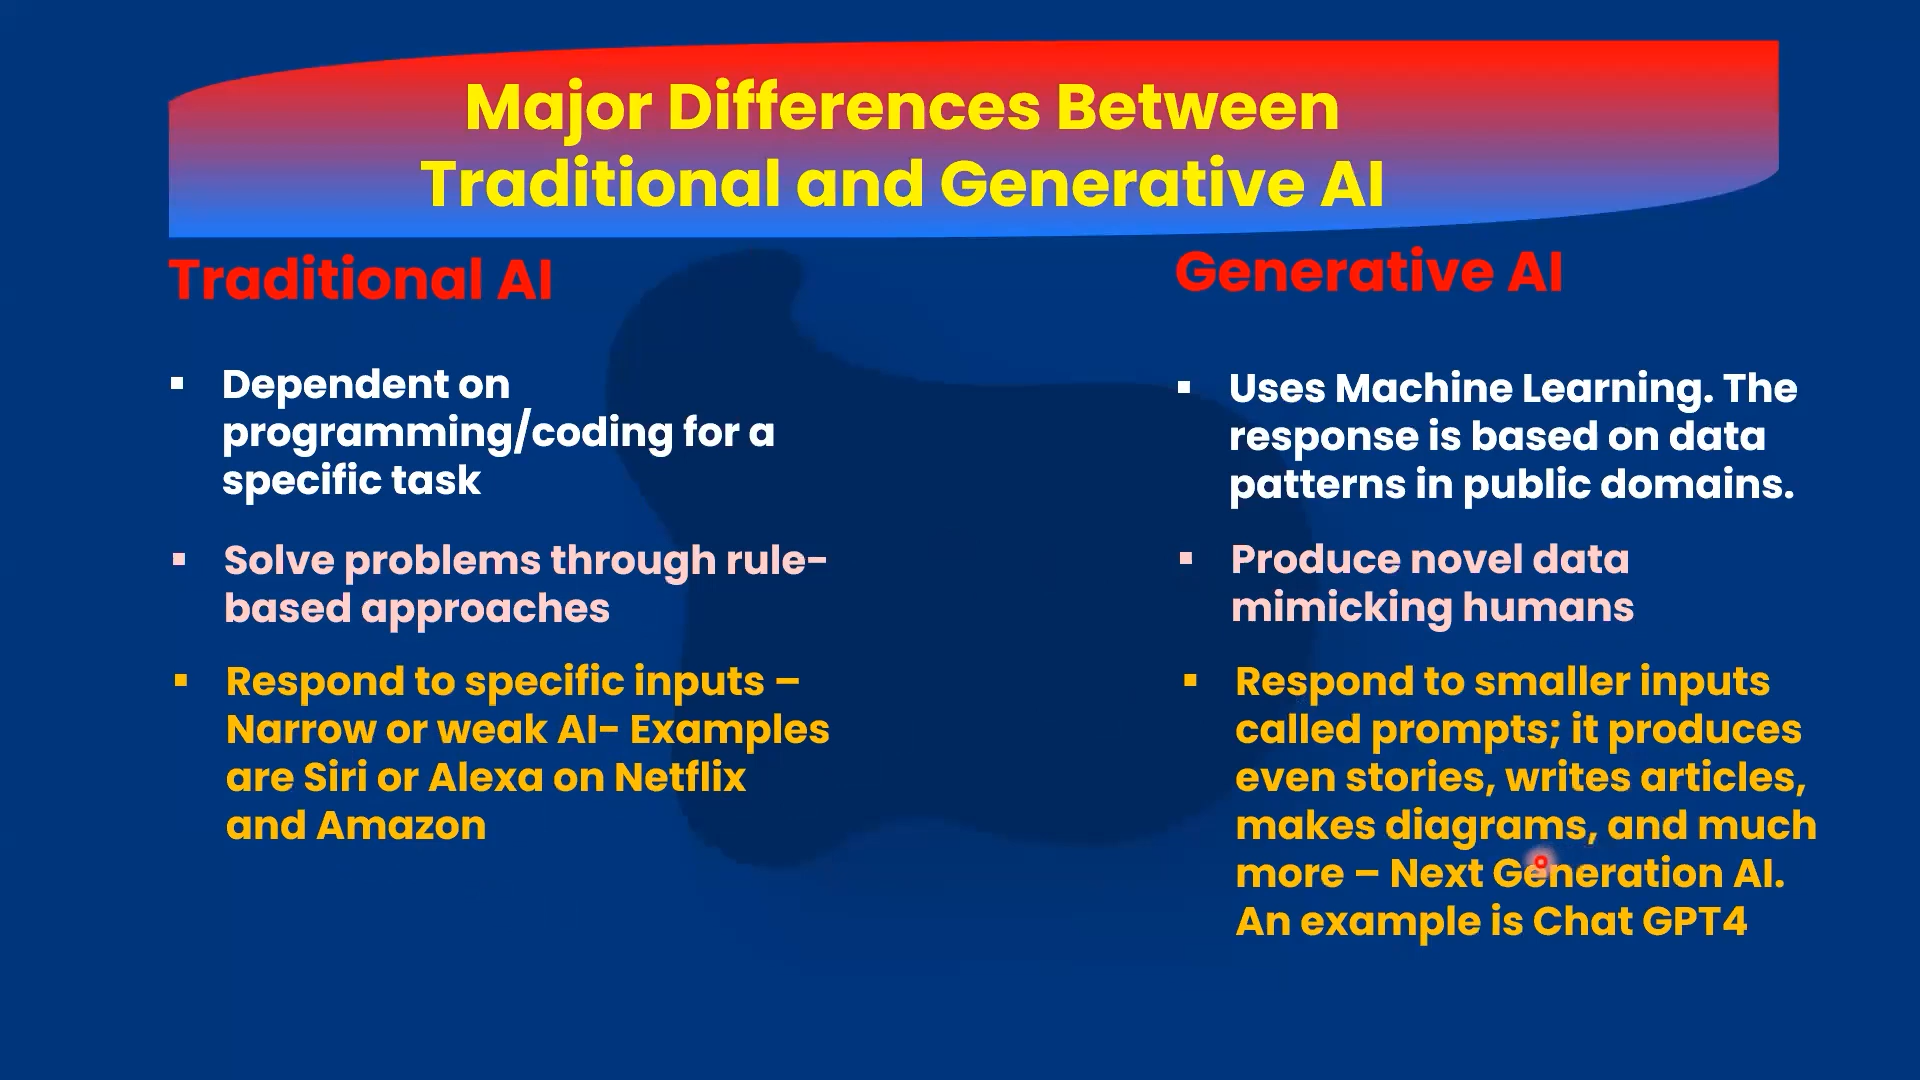 Major Differences Between
Traditional and Generative AI
Traditional AI
▪ Dependent on
programming/coding for a
specific task
▪ Solve problems through rule-
based approaches
▪ Respond to specific inputs –
Narrow or weak AI- Examples
are Siri or Alexa on Netflix
and Amazon
Generative AI
▪ Uses Machine Learning. The
response is based on data
patterns in public domains.
▪ Produce novel data
mimicking humans
▪ Respond to smaller inputs
called prompts; it produces
even stories, writes articles,
makes diagrams, and much
more – Next Generation AI.
An example is Chat GPT4